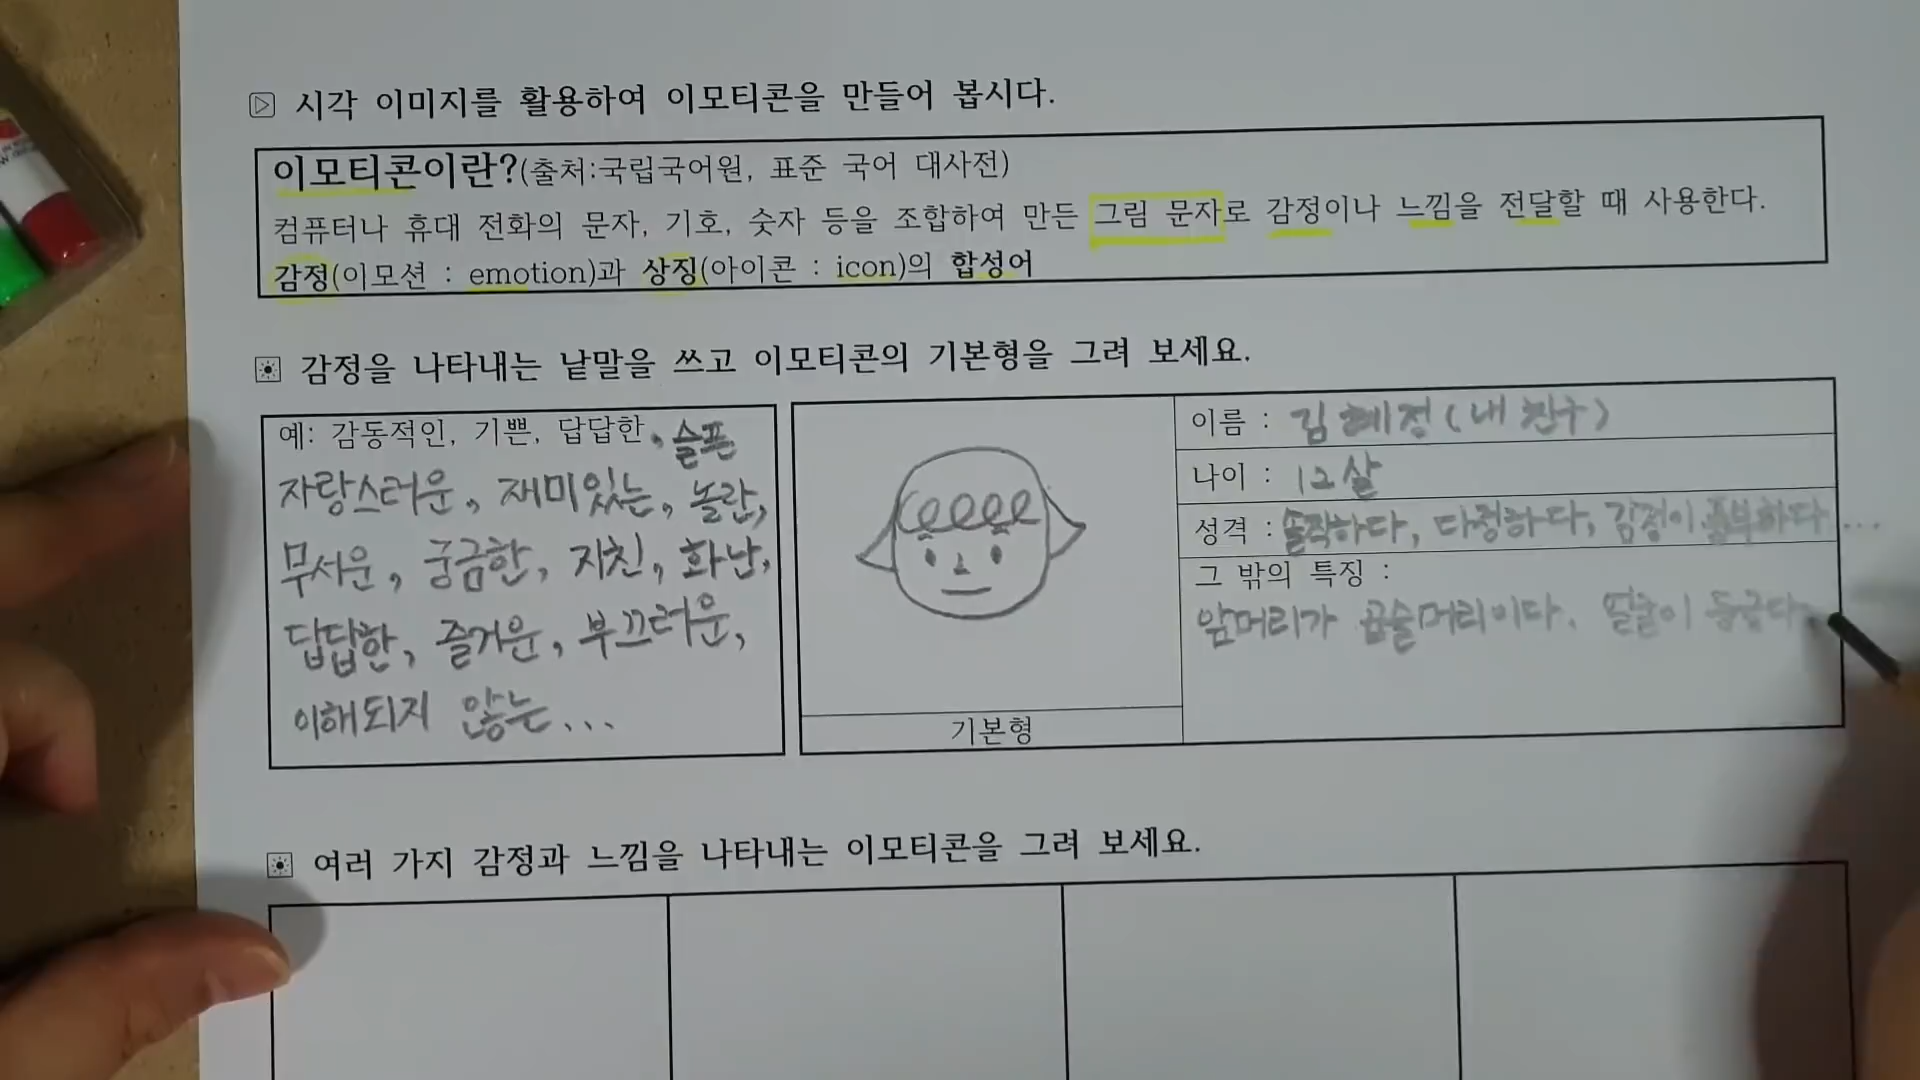 시각 이미지를 활용하여 이모티콘을 만들어 봅시다.
이모티콘이란?(출처:국립국어원, 표준 국어 대사전)
컴퓨터나 휴대 전화의 문자, 기호, 숫자 등을 조합하여 만든 그림 문자로 감정이나 느낌을 전달할 때 사용한다.
감정(이모션 : emotion)과 상징(아이콘 : icon)의 합성어
감정을 나타내는 낱말을 쓰고 이모티콘의 기본형을 그려 보세요.
예: 감동적인, 기쁜, 답답한, 슬픈
자랑스러운, 재미있는, 놀란,
무서운, 궁금한, 지친, 화난,
답답한, 즐거운, 부끄러운,
이해되지 않는...
기본형
이름 : 김혜정(내 친구)
나이 : 12살
성격 : 솔직하다, 다정하다, 감정이 풍부하다...
그 밖의 특징 :
앞머리가 곱슬머리이다. 얼굴이 둥글다.
여러 가지 감정과 느낌을 나타내는 이모티콘을 그려 보세요.